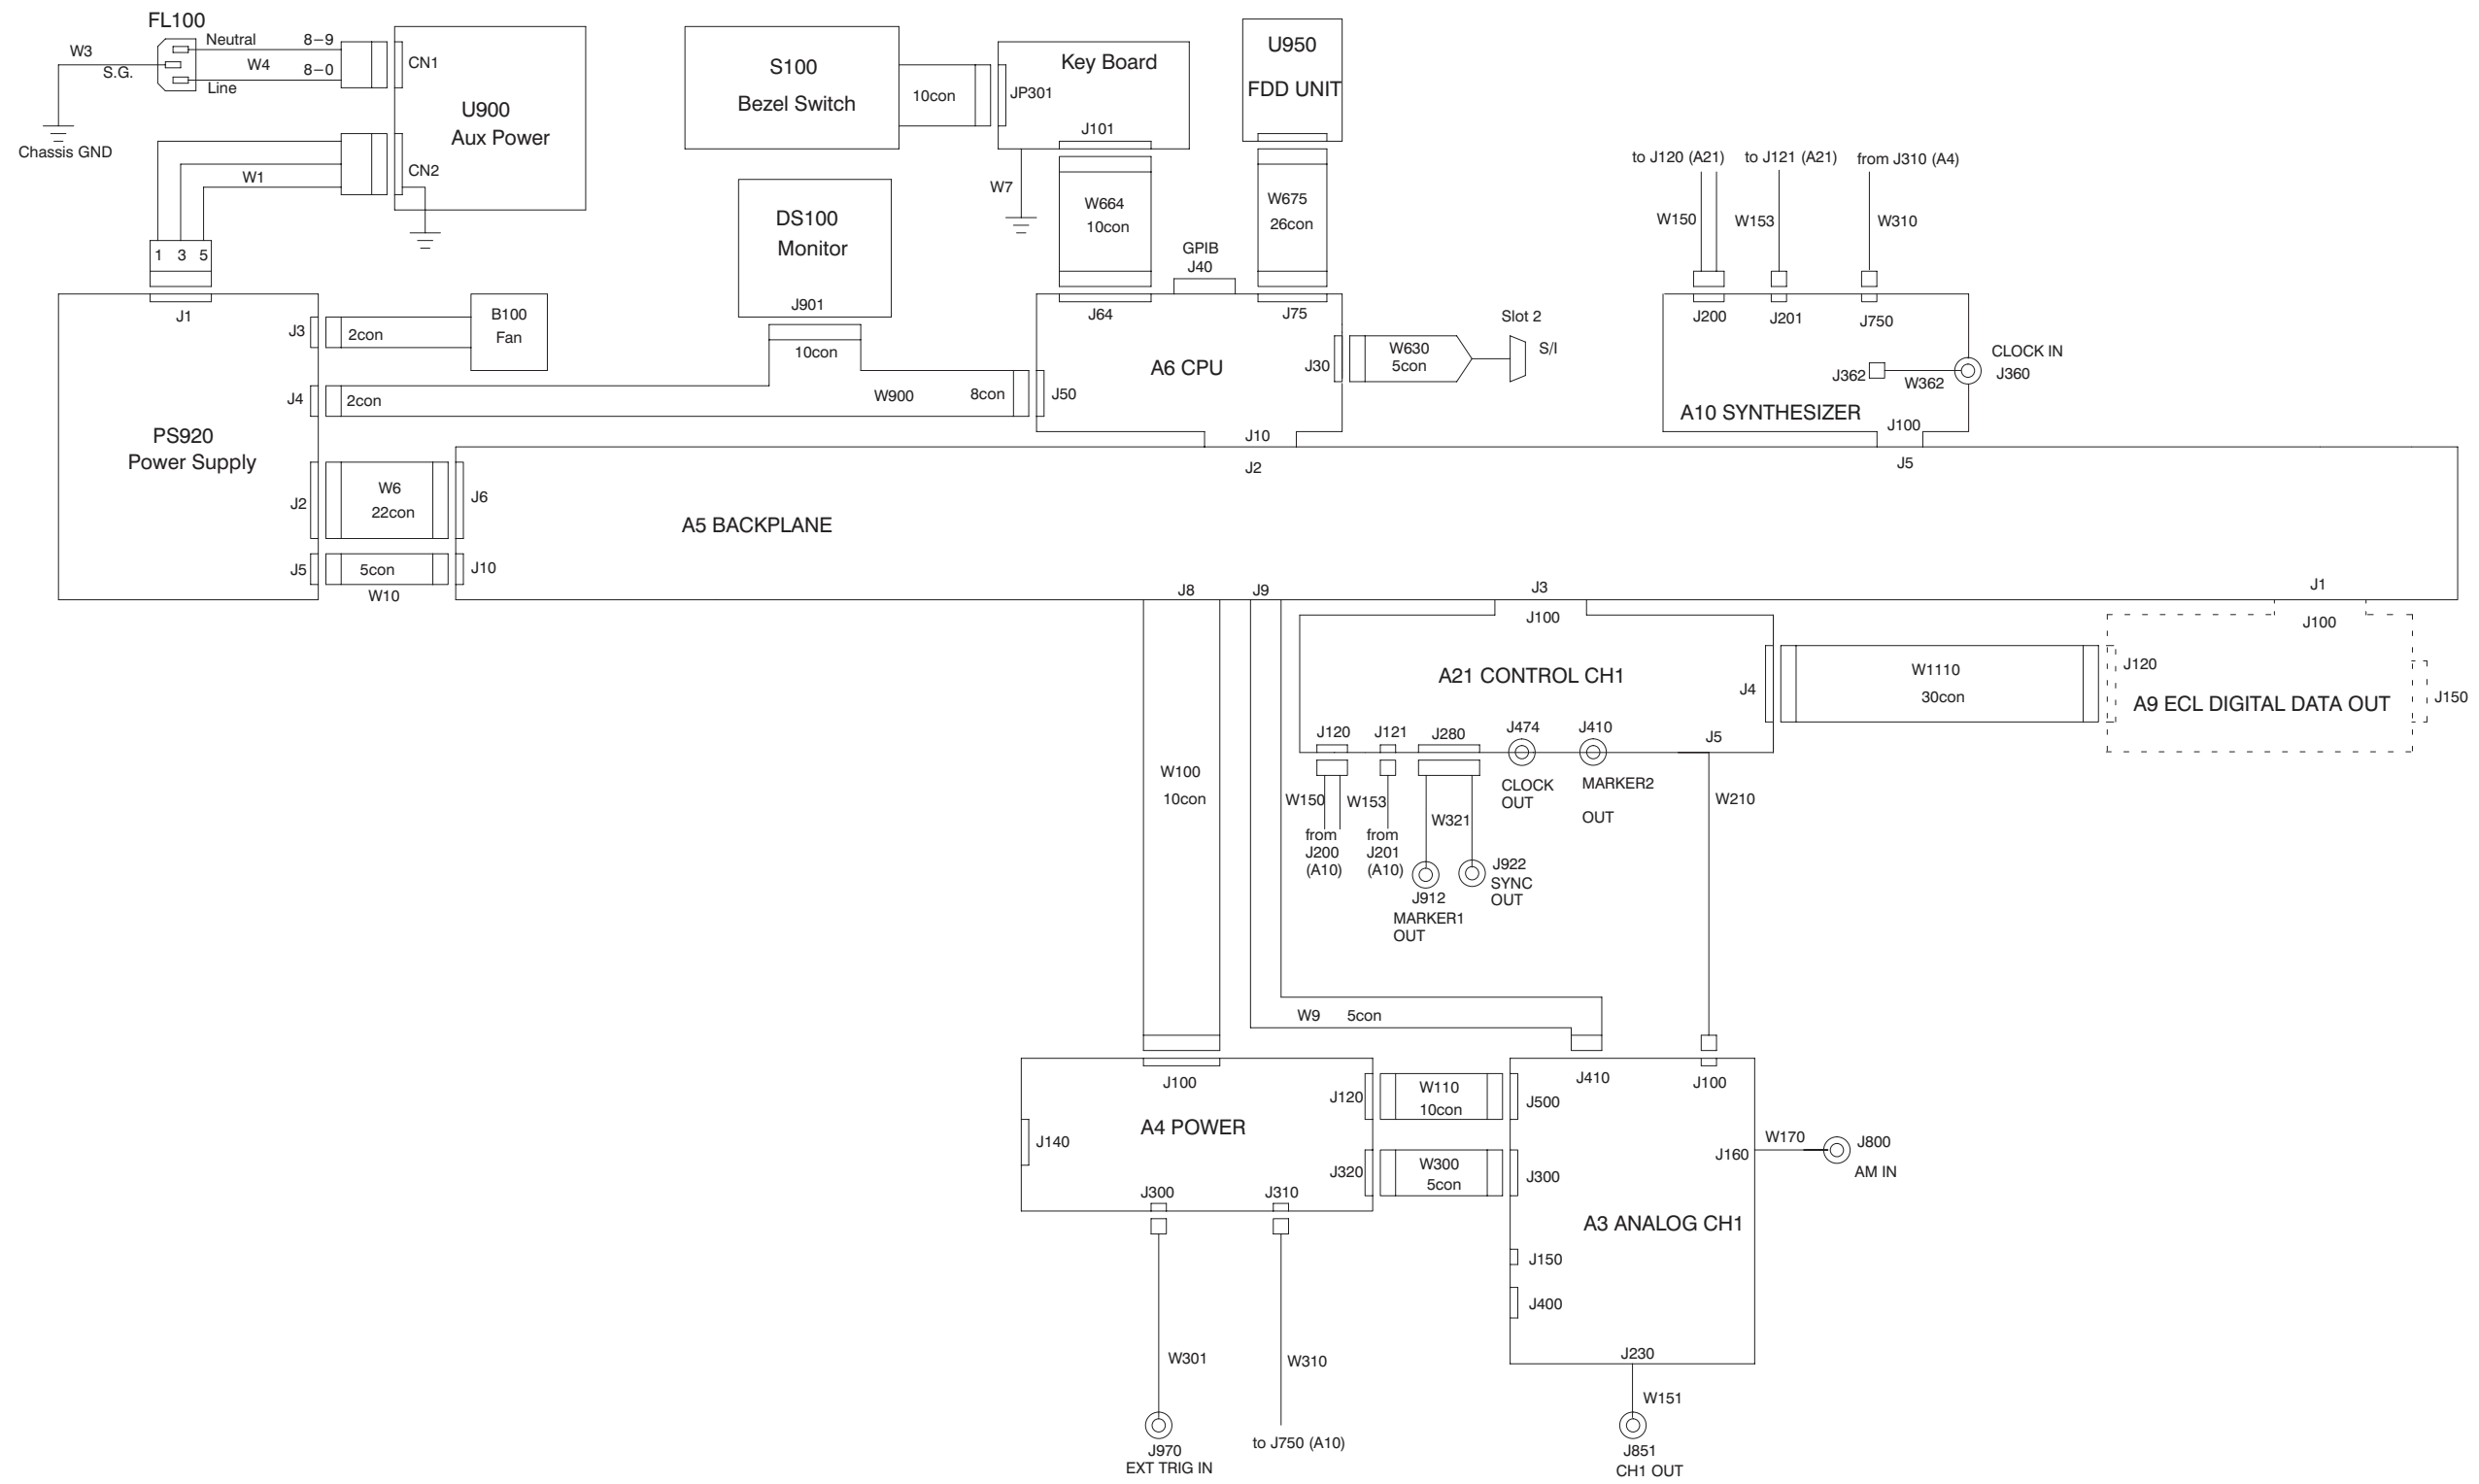 FL100
W3
S.G.
Neutral
8–9
W4
8–0
Line
Chassis GND
CN1
U900
Aux Power
CN2
W1
1 3 5
J1
S100
Bezel Switch
10con
JP301
Key Board
J101
W7
U950
FDD UNIT
DS100
Monitor
J901
10con
W664
10con
GPIB
J40
W675
26con
J64
J75
A6 CPU
J30
W630
5con
Slot 2
S/I
J50
J10
to J120 (A21)
to J121 (A21)
from J310 (A4)
W150
W153
W310
J200
J201
J750
CLOCK IN
J360
J362
W362
A10 SYNTHESIZER
J100
J3
2con
B100
Fan
J4
2con
W900
8con
PS920
Power Supply
J2
W6
22con
J6
J5
5con
J10
W10
J2
J5
A5 BACKPLANE
J8
J9
J3
J1
J100
J100
A21 CONTROL CH1
J4
W1110
30con
J120
A9 ECL DIGITAL DATA OUT
J150
J120
J121
J280
J474
J410
J5
W100
10con
W150
W153
from
J200
(A10)
from
J201
(A10)
W321
CLOCK
OUT
MARKER2
OUT
W210
J922
SYNC
OUT
J912
MARKER1
OUT
W9
5con
J100
J120
W110
10con
J500
J410
J100
A4 POWER
J140
J320
W300
5con
J300
J160
W170
J800
AM IN
J300
J310
A3 ANALOG CH1
J150
J400
J230
W301
W310
W151
J970
EXT TRIG IN
to J750 (A10)
J851
CH1 OUT